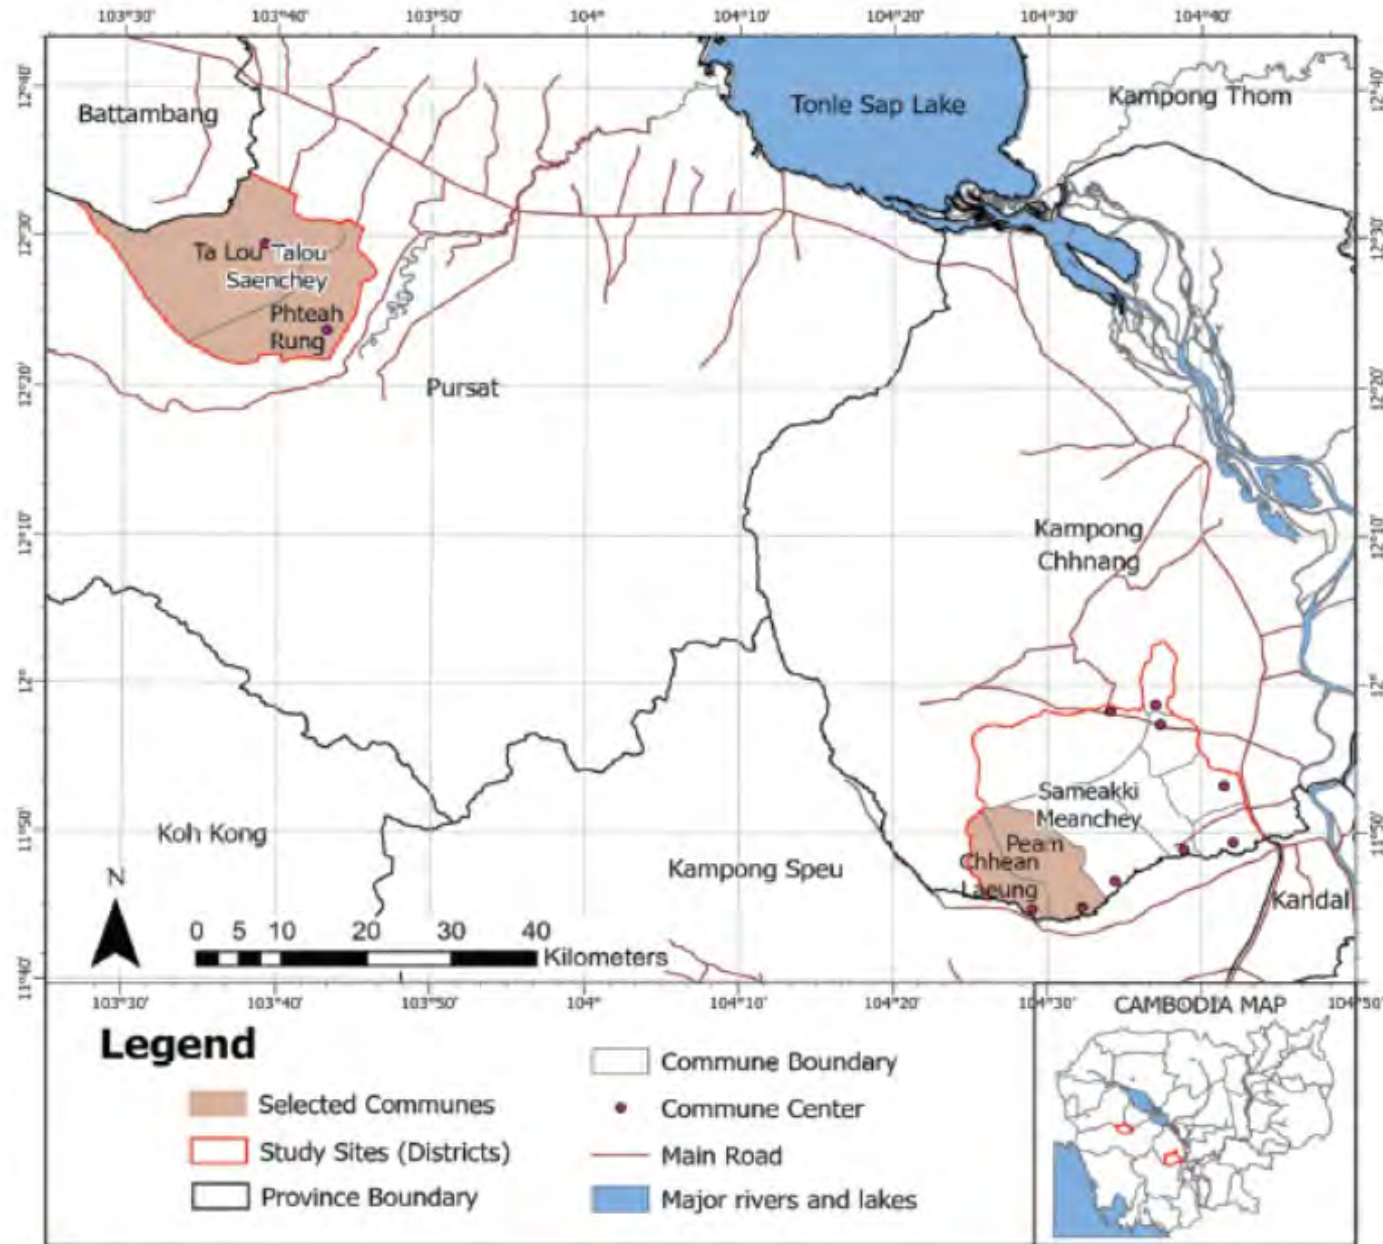 103°30' 103°40' 103°50' 104° 104°10' 104°20' 104°30' 104°40'
12°40' 12°40'
Battambang
Tonle Sap Lake
Kampong Thom
12°30' 12°30'
Ta Lou Talou
Saenchey
Phteah
Rung
12°20' 12°20'
Pursat
12°10' 12°10'
Kampong
Chhnang
12° 12°
Sameakki
Meanchey
11°50' 11°50'
Koh Kong
Peam
Chhean
Laeung
Kampong Speu
Kandal
N
0 5 10 20 30 40
Kilometers
11°40'
103°30' 103°40' 103°50' 104° 104°10' 104°20' 104°30' 104°40' 104°50'
CAMBODIA MAP
Legend
Selected Communes
Study Sites (Districts)
Province Boundary
Commune Boundary
Commune Center
Main Road
Major rivers and lakes